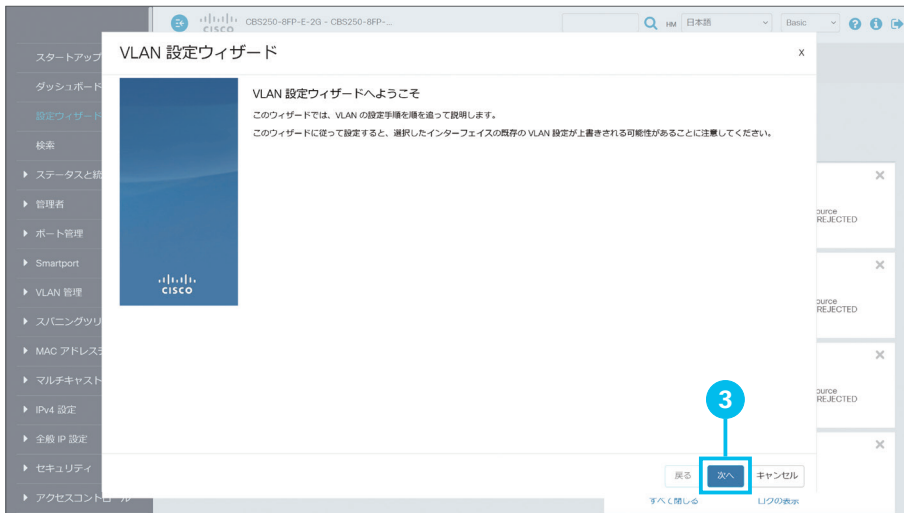 CISCO
CBS250-8FP-E-2G - CBS250-8FP-...
HM
日本語
Basic
スタートアップ
ダッシュボード
設定ウィザード
検索
ステータスと統
管理者
ポート管理
Smartport
VLAN 管理
スパニングツリ
MAC アドレステ
マルチキャスト
IPv4 設定
全般 IP 設定
セキュリティ
アクセスコントロール
VLAN 設定ウィザード
X
CISCO
VLAN 設定ウィザードへようこそ
このウィザードでは、VLAN の設定手順を順を追って説明します。
このウィザードに従って設定すると、選択したインターフェイスの既存の VLAN 設定が上書きされる可能性があることに注意してください。
ource
REJECTED
ource
REJECTED
ource
REJECTED
3
戻る
次へ
キャンセル
すべて閉じる
ログの表示